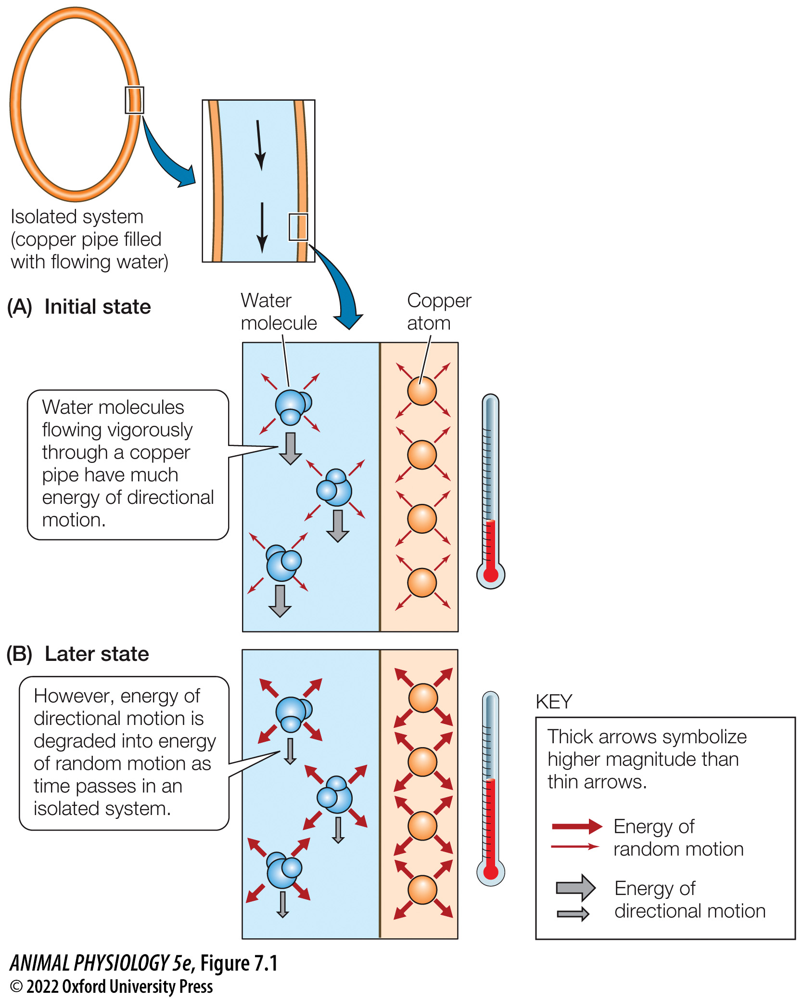 Isolated system
(copper pipe filled
with flowing water)
(A) Initial state
Water
molecule
Copper
atom
Water molecules
flowing vigorously
through a copper
pipe have much
energy of directional
motion.
(B) Later state
However, energy of
directional motion is
degraded into energy
of random motion as
time passes in an
isolated system.
KEY
Thick arrows symbolize
higher magnitude than
thin arrows.
Energy of
random motion
Energy of
directional motion
ANIMAL PHYSIOLOGY 5e, Figure 7.1
© 2022 Oxford University Press